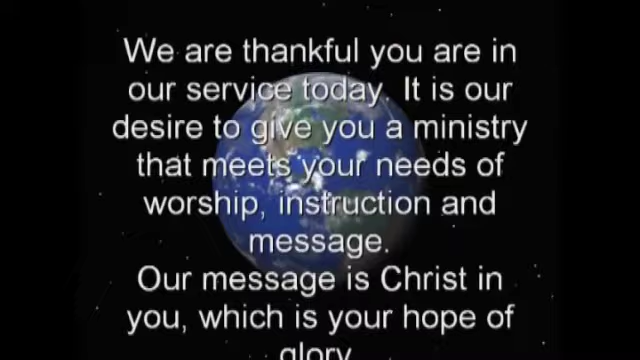 We are thankful you are in
our service today. It is our
desire to give you a ministry
that meets your needs of
worship, instruction and
message.
Our message is Christ in
you, which is your hope of
glory